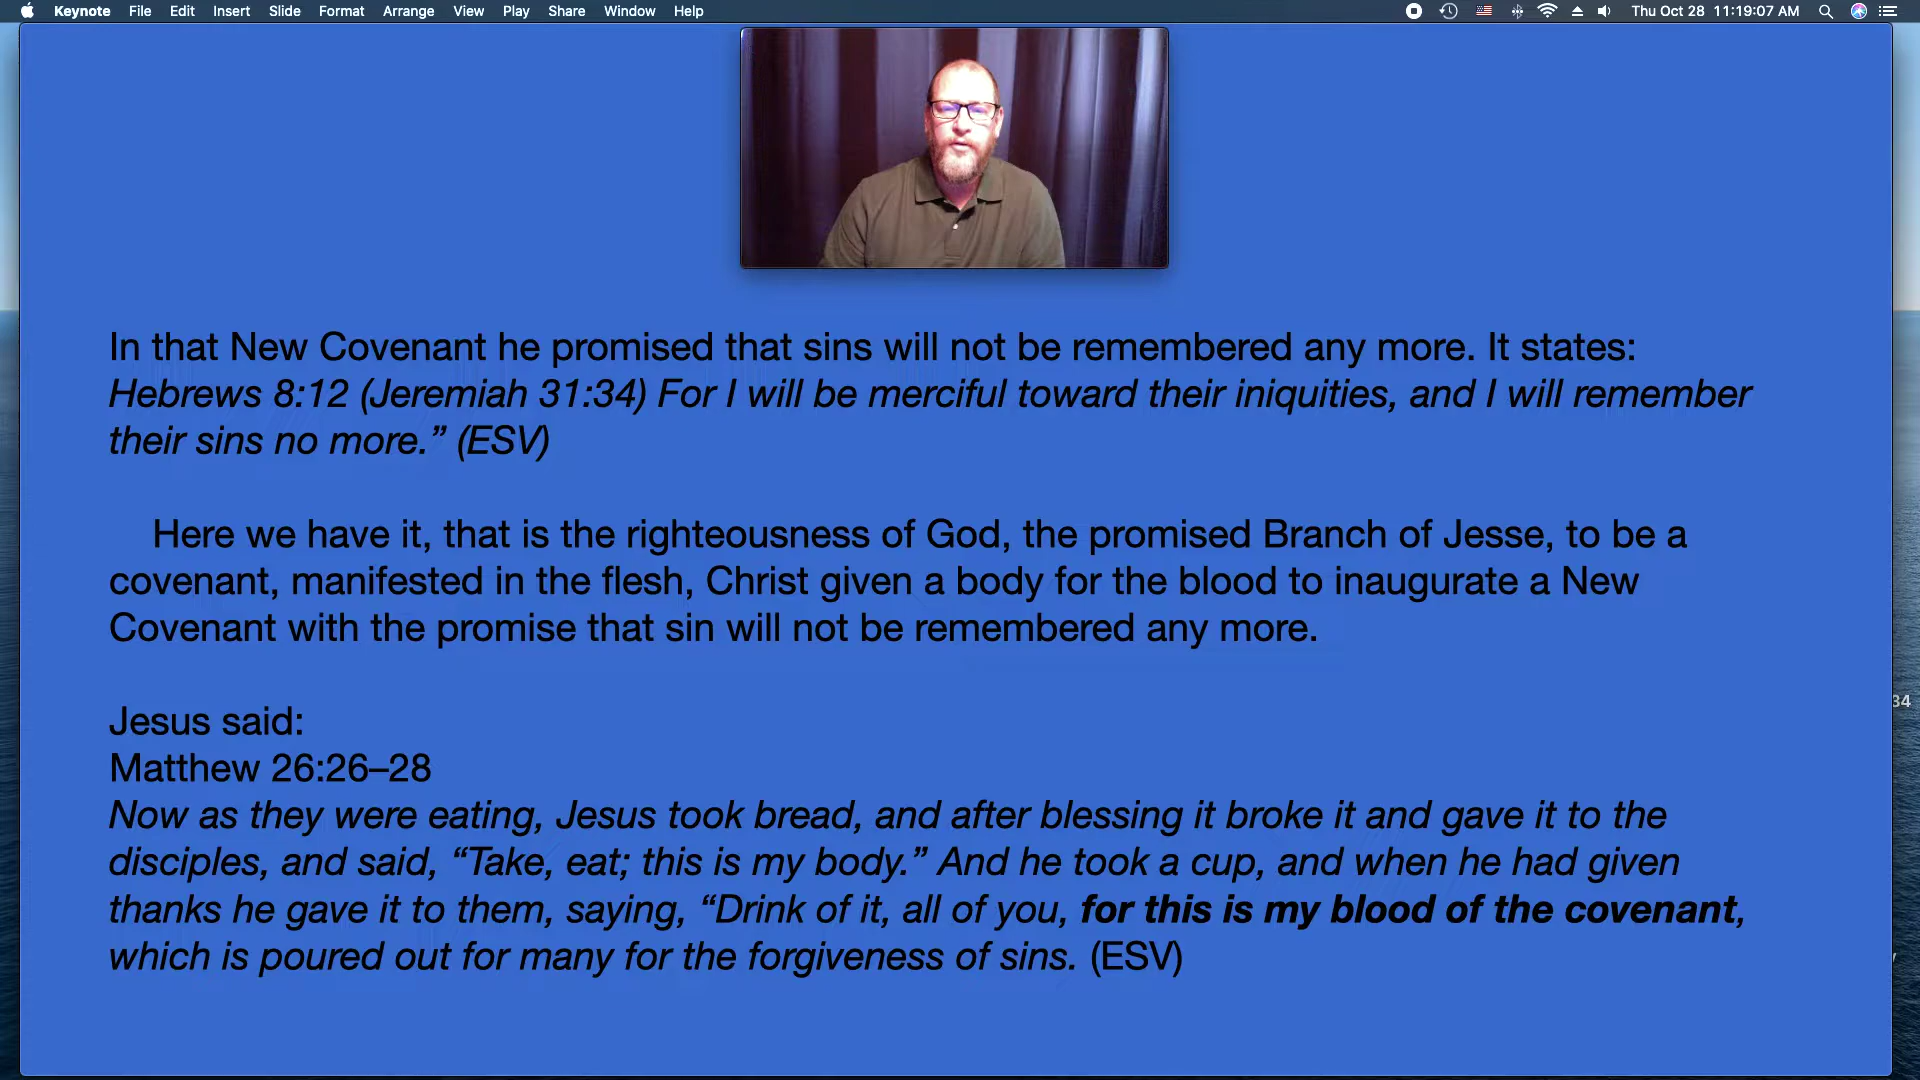 Keynote File Edit Insert Slide Format Arrange View Play Share Window Help Thu Oct 28 11:19:07 AM
In that New Covenant he promised that sins will not be remembered any more. It states:
Hebrews 8:12 (Jeremiah 31:34) For I will be merciful toward their iniquities, and I will remember
their sins no more.” (ESV)
Here we have it, that is the righteousness of God, the promised Branch of Jesse, to be a
covenant, manifested in the flesh, Christ given a body for the blood to inaugurate a New
Covenant with the promise that sin will not be remembered any more.
34
Jesus said:
Matthew 26:26–28
Now as they were eating, Jesus took bread, and after blessing it broke it and gave it to the
disciples, and said, “Take, eat; this is my body.” And he took a cup, and when he had given
thanks he gave it to them, saying, “Drink of it, all of you, for this is my blood of the covenant,
which is poured out for many for the forgiveness of sins. (ESV)